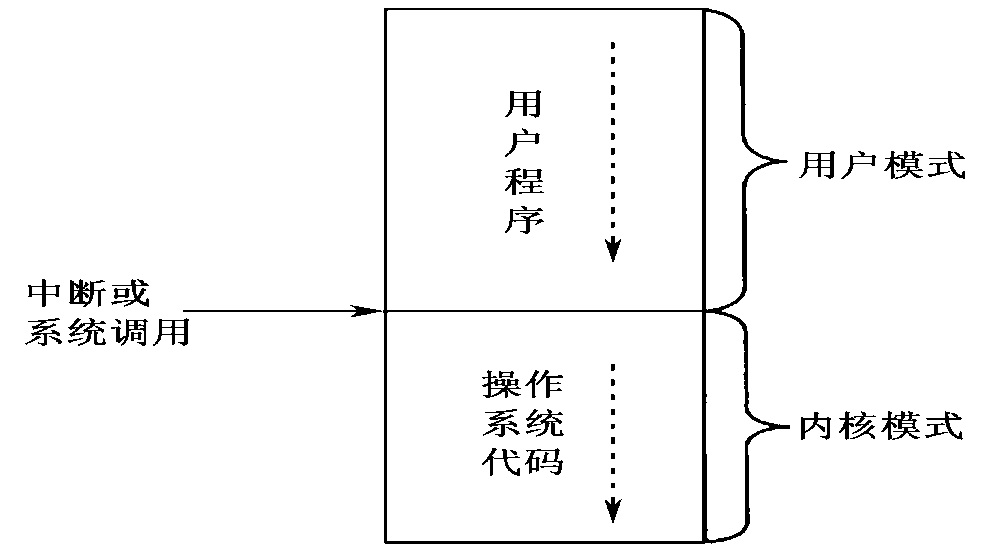 用
户
程
序
用户模式
中断或
系统调用
操作
系统
代码
内核模式